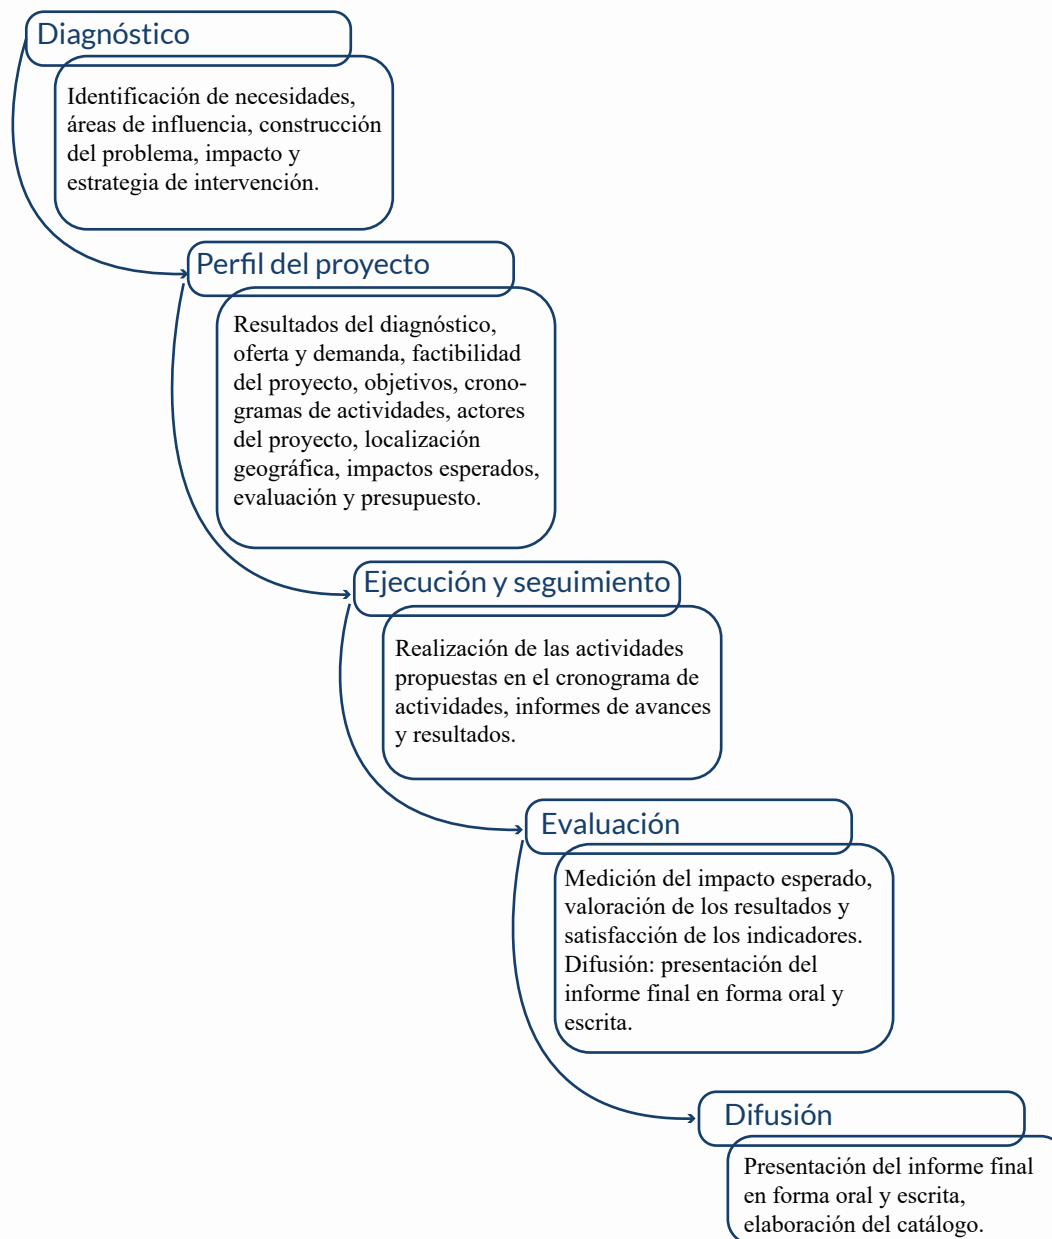 Diagnóstico
Identificación de necesidades,
áreas de influencia, construcción
del problema, impacto y
estrategia de intervención.
Perfil del proyecto
Resultados del diagnóstico,
oferta y demanda, factibilidad
del proyecto, objetivos, crono-
gramas de actividades, actores
del proyecto, localización
geográfica, impactos esperados,
evaluación y presupuesto.
Ejecución y seguimiento
Realización de las actividades
propuestas en el cronograma de
actividades, informes de avances
y resultados.
Evaluación
Medición del impacto esperado,
valoración de los resultados y
satisfacción de los indicadores.
Difusión: presentación del
informe final en forma oral y
escrita.
Difusión
Presentación del informe final
en forma oral y escrita,
elaboración del catálogo.